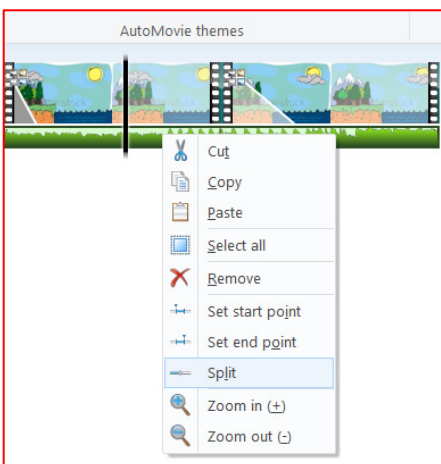 AutoMovie themes
Cut
Copy
Paste
Select all
Remove
Set start point
Set end point
Split
Zoom in (+)
Zoom out (-)